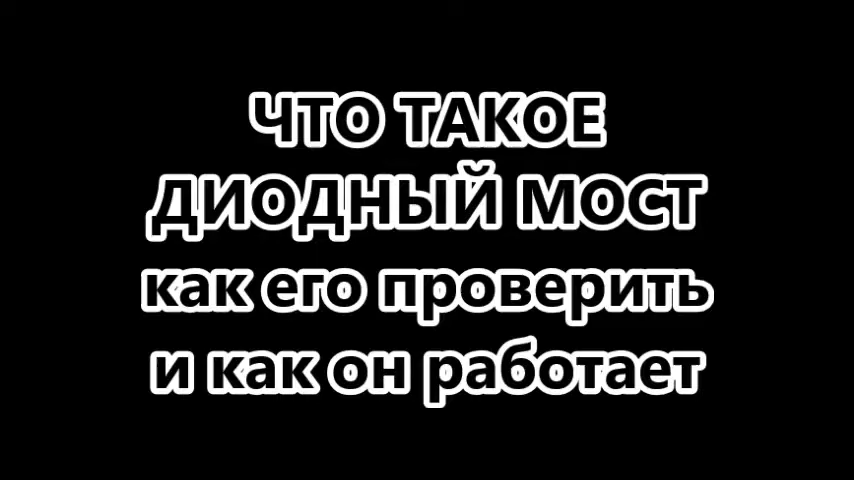 ЧТО ТАКОЕ
ДИОДНЫЙ МОСТ
как его проверить
и как он работает